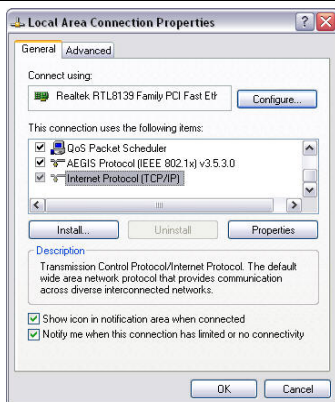 Local Area Connection Properties
General Advanced
Connect using:
Realtek RTL8139 Family PCI Fast Eth
Configure...
This connection uses the following items:
QoS Packet Scheduler
AEGIS Protocol (IEEE 802.1x) v3.5.3.0
Internet Protocol (TCP/IP)
Install... Uninstall Properties
Description
Transmission Control Protocol/Internet Protocol. The default
wide area network protocol that provides communication
across diverse interconnected networks.
Show icon in notification area when connected
Notify me when this connection has limited or no connectivity
OK Cancel